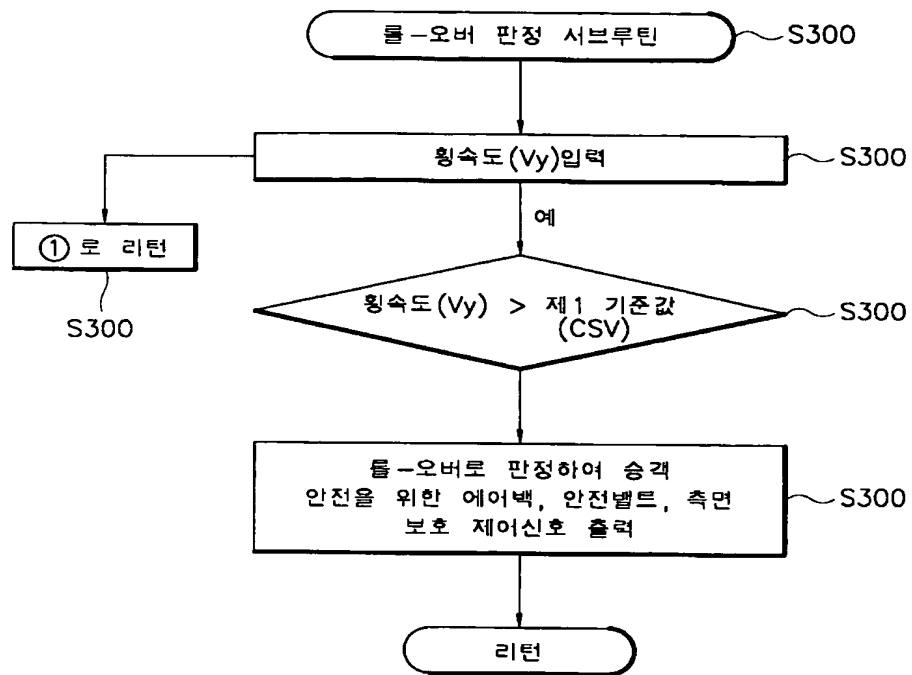 롤-오버 판정 서브루틴
S300
횡속도(Vy)입력
S300
예
① 로 리턴
S300
횡속도(Vy) > 제1 기준값
(CSV)
S300
롤-오버로 판정하여 승객
안전을 위한 에어백, 안전밸트, 측면
보호 제어신호 출력
S300
리턴